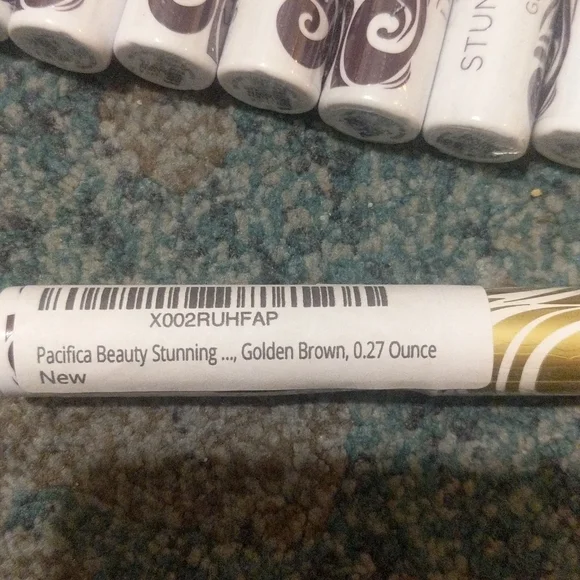 STUN
G
X002RUHFAP
Pacifica Beauty Stunning ..., Golden Brown, 0.27 Ounce
New